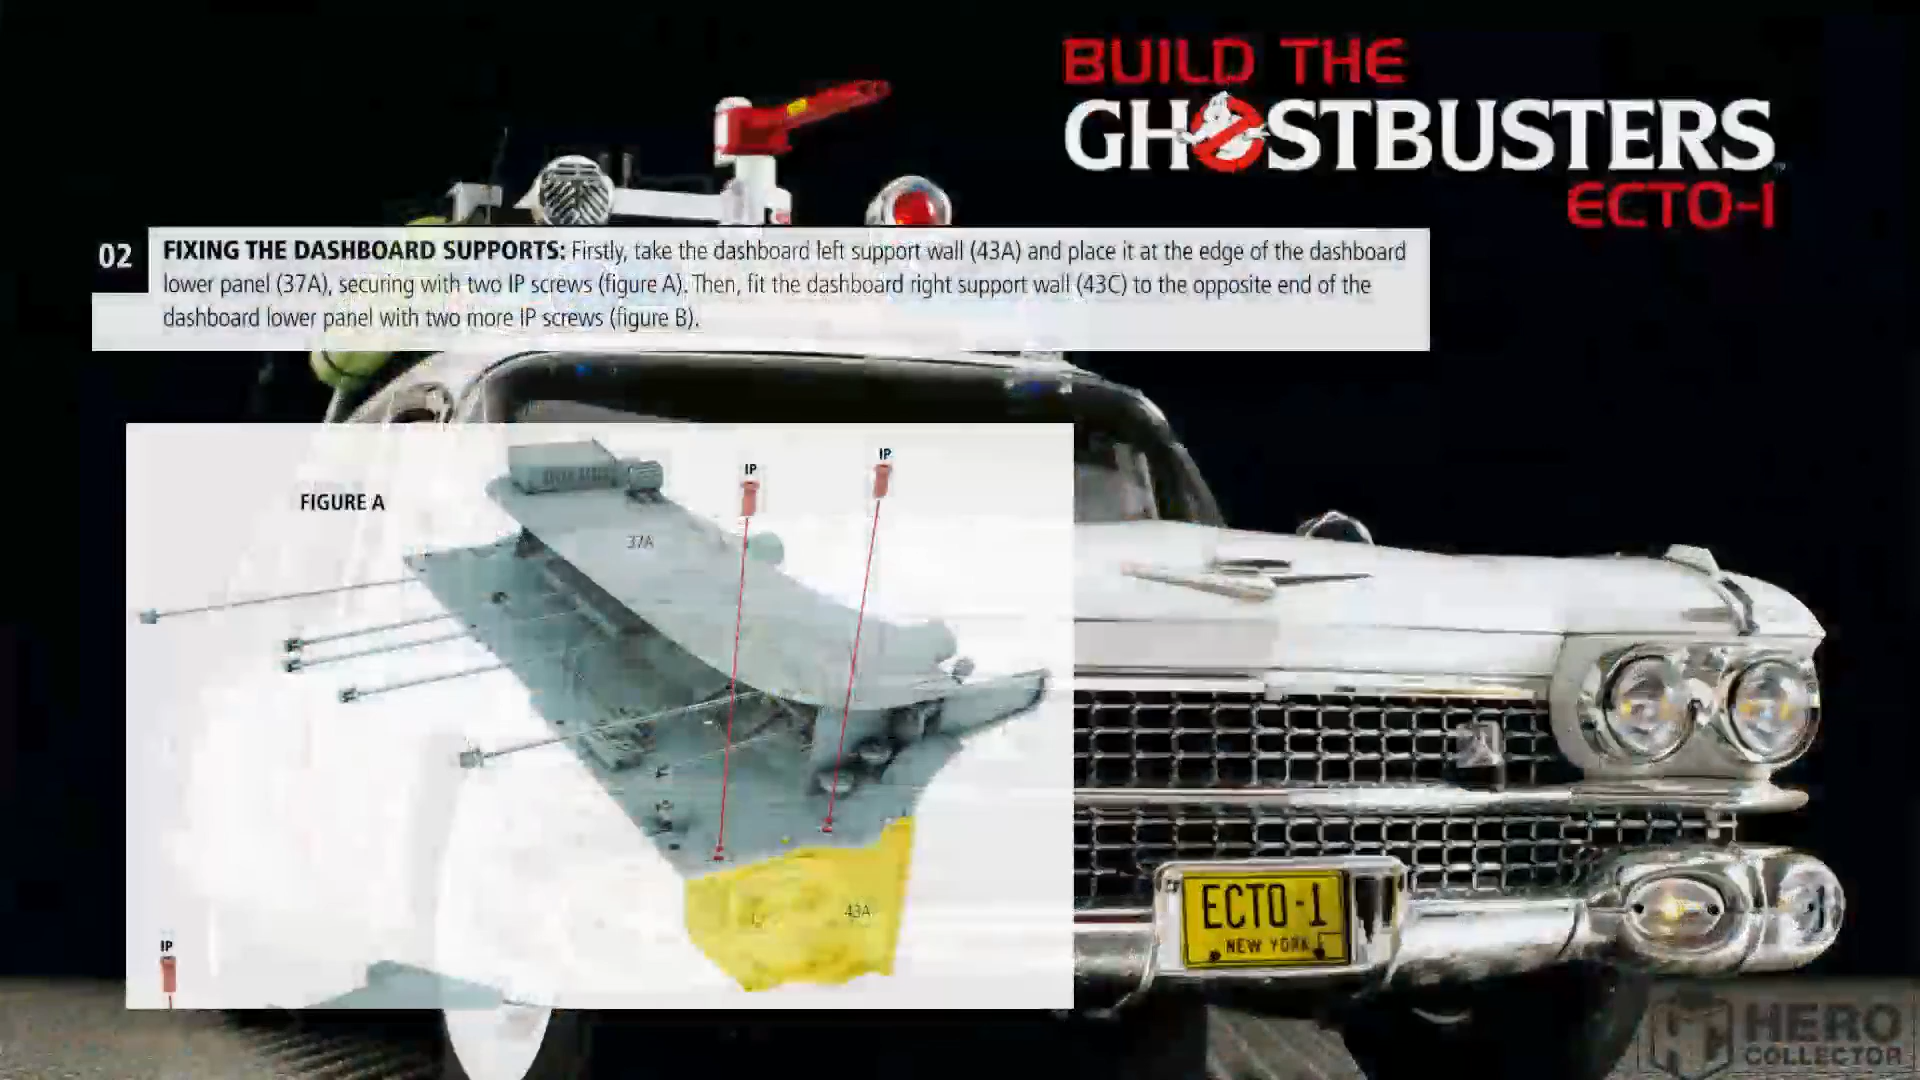 BUILD THE
GHOSTBUSTERS
ECTO-1
02
FIXING THE DASHBOARD SUPPORTS: Firstly, take the dashboard left support wall (43A) and place it at the edge of the dashboard
lower panel (37A), securing with two IP screws (figure A). Then, fit the dashboard right support wall (43C) to the opposite end of the
dashboard lower panel with two more IP screws (figure B).
FIGURE A
IP
IP
37A
43A
IP
ECTO-1
NEW YORK
HERO
COLLECTOR